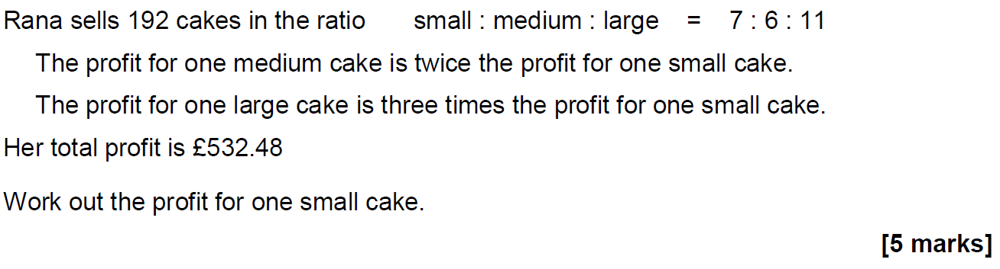 Rana sells 192 cakes in the ratio small : medium : large = 7 : 6 : 11
The profit for one medium cake is twice the profit for one small cake.
The profit for one large cake is three times the profit for one small cake.
Her total profit is £532.48
Work out the profit for one small cake.
[5 marks]